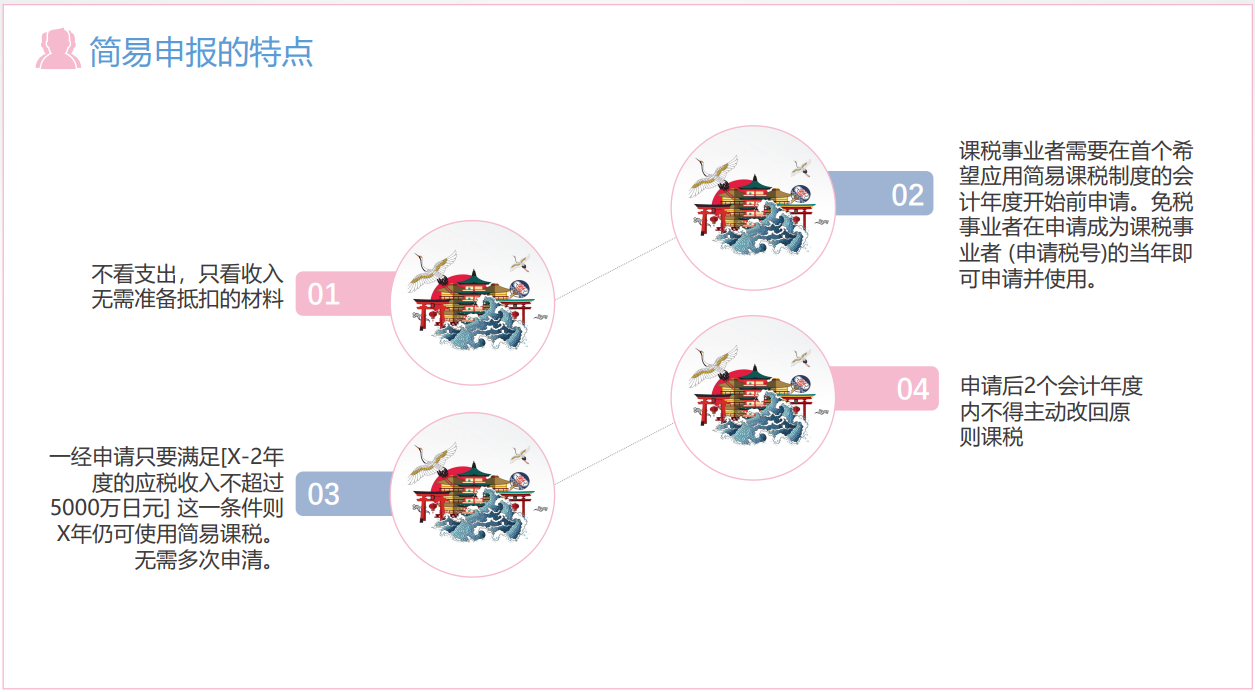 简易申报的特点
不看支出，只看收入
无需准备抵扣的材料
01
02
课税事业者需要在首个希
望应用简易课税制度的会
计年度开始前申请。免税
事业者在申请成为课税事
业者 (申请税号)的当年即
可申请并使用。
一经申请只要满足[X-2年
度的应税收入不超过
5000万日元] 这一条件则
X年仍可使用简易课税。
无需多次申清。
03
04
申请后2个会计年度
内不得主动改回原
则课税